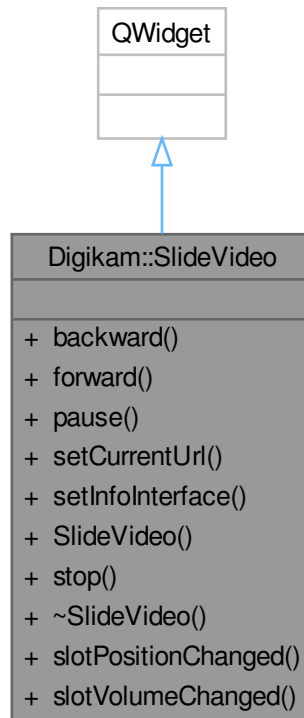 QWidget
Digikam::SlideVideo
+ backward()
+ forward()
+ pause()
+ setCurrentUrl()
+ setInfoInterface()
+ SlideVideo()
+ stop()
+ ~SlideVideo()
+ slotPositionChanged()
+ slotVolumeChanged()